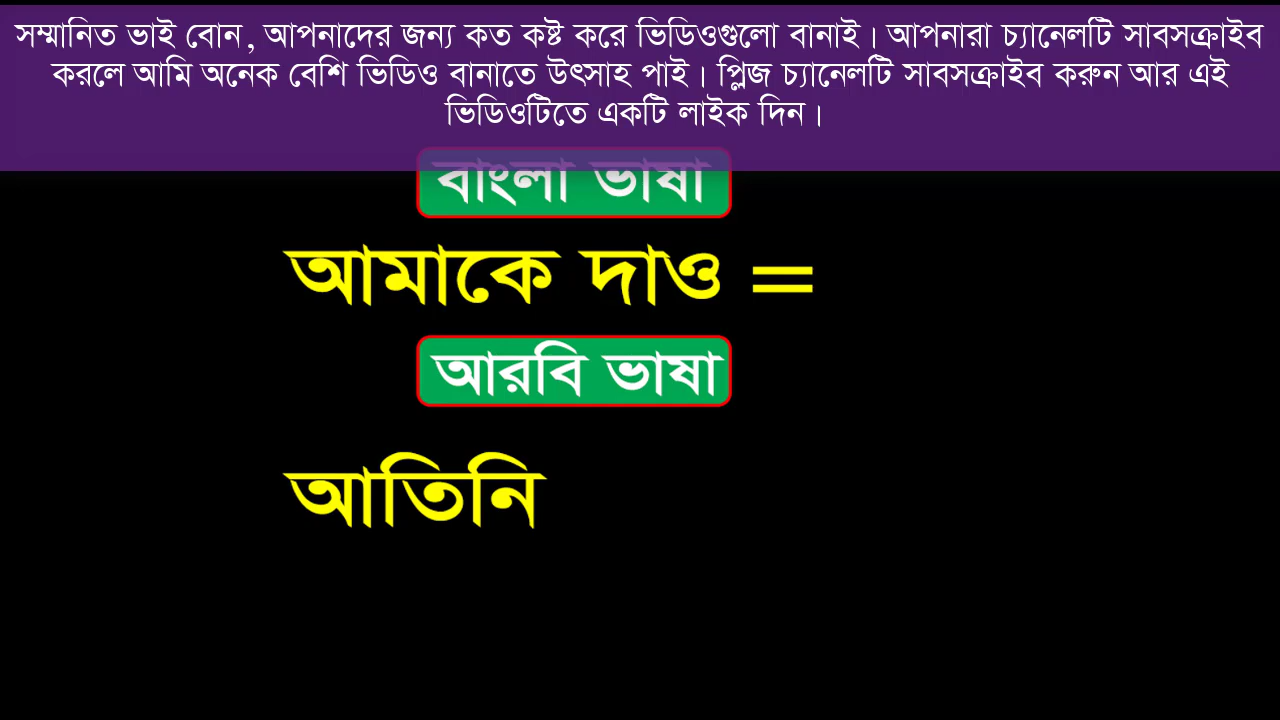 সম্মানিত ভাই বোন, আপনাদের জন্য কত কষ্ট করে ভিডিওগুলো বানাই। আপনারা চ্যানেলটি সাবসক্রাইব
করলে আমি অনেক বেশি ভিডিও বানাতে উৎসাহ পাই। প্লিজ চ্যানেলটি সাবসক্রাইব করুন আর এই
ভিডিওটিতে একটি লাইক দিন।
বাংলা ভাষা
আমাকে দাও =
আরবি ভাষা
আতিনি